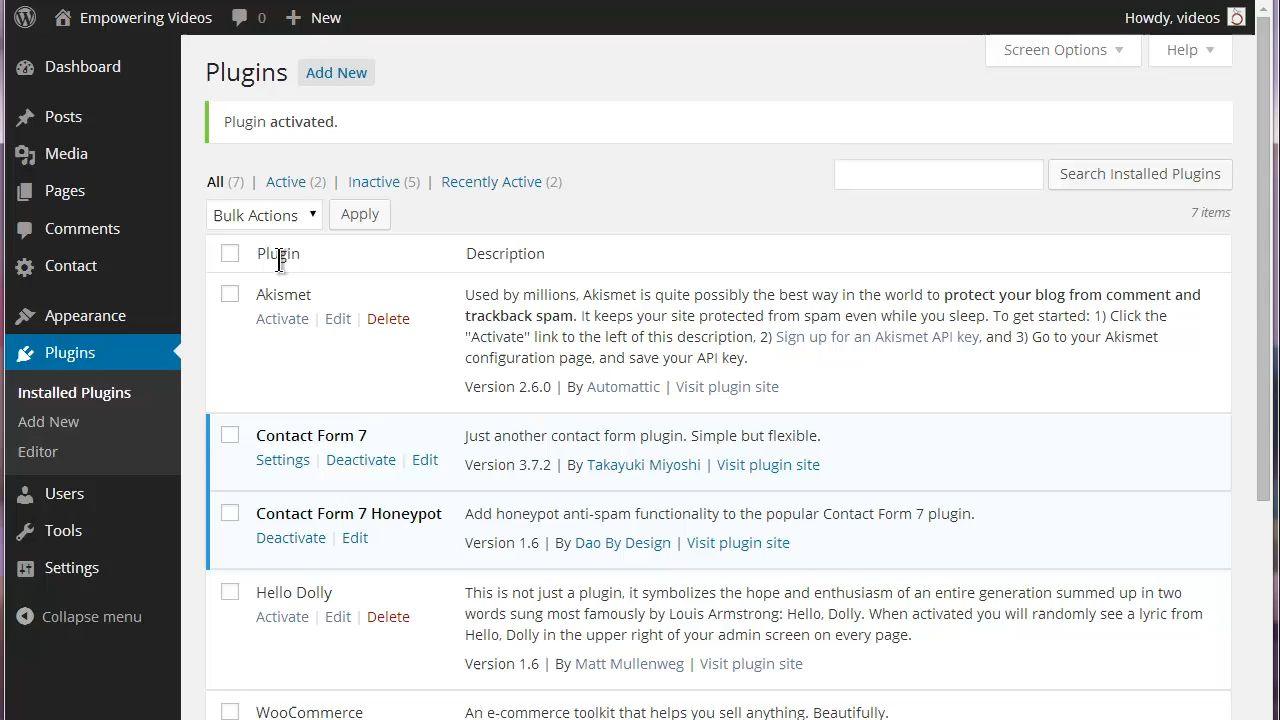 Empowering Videos 0 New Howdy, videos
Screen Options Help
Dashboard
Posts
Media
Pages
Comments
Contact
Appearance
Plugins
Installed Plugins
Add New
Editor
Users
Tools
Settings
Collapse menu
Plugins Add New
Plugin activated.
All (7) | Active (2) | Inactive (5) | Recently Active (2)
Search Installed Plugins
Bulk Actions Apply
7 items
Plugin Description
Akismet
Activate | Edit | Delete
Used by millions, Akismet is quite possibly the best way in the world to protect your blog from comment and
trackback spam. It keeps your site protected from spam even while you sleep. To get started: 1) Click the
"Activate" link to the left of this description, 2) Sign up for an Akismet API key, and 3) Go to your Akismet
configuration page, and save your API key.
Version 2.6.0 | By Automattic | Visit plugin site
Contact Form 7
Settings | Deactivate | Edit
Just another contact form plugin. Simple but flexible.
Version 3.7.2 | By Takayuki Miyoshi | Visit plugin site
Contact Form 7 Honeypot
Deactivate | Edit
Add honeypot anti-spam functionality to the popular Contact Form 7 plugin.
Version 1.6 | By Dao By Design | Visit plugin site
Hello Dolly
Activate | Edit | Delete
This is not just a plugin, it symbolizes the hope and enthusiasm of an entire generation summed up in two
words sung most famously by Louis Armstrong: Hello, Dolly. When activated you will randomly see a lyric from
Hello, Dolly in the upper right of your admin screen on every page.
Version 1.6 | By Matt Mullenweg | Visit plugin site
WooCommerce
An e-commerce toolkit that helps you sell anything. Beautifully.